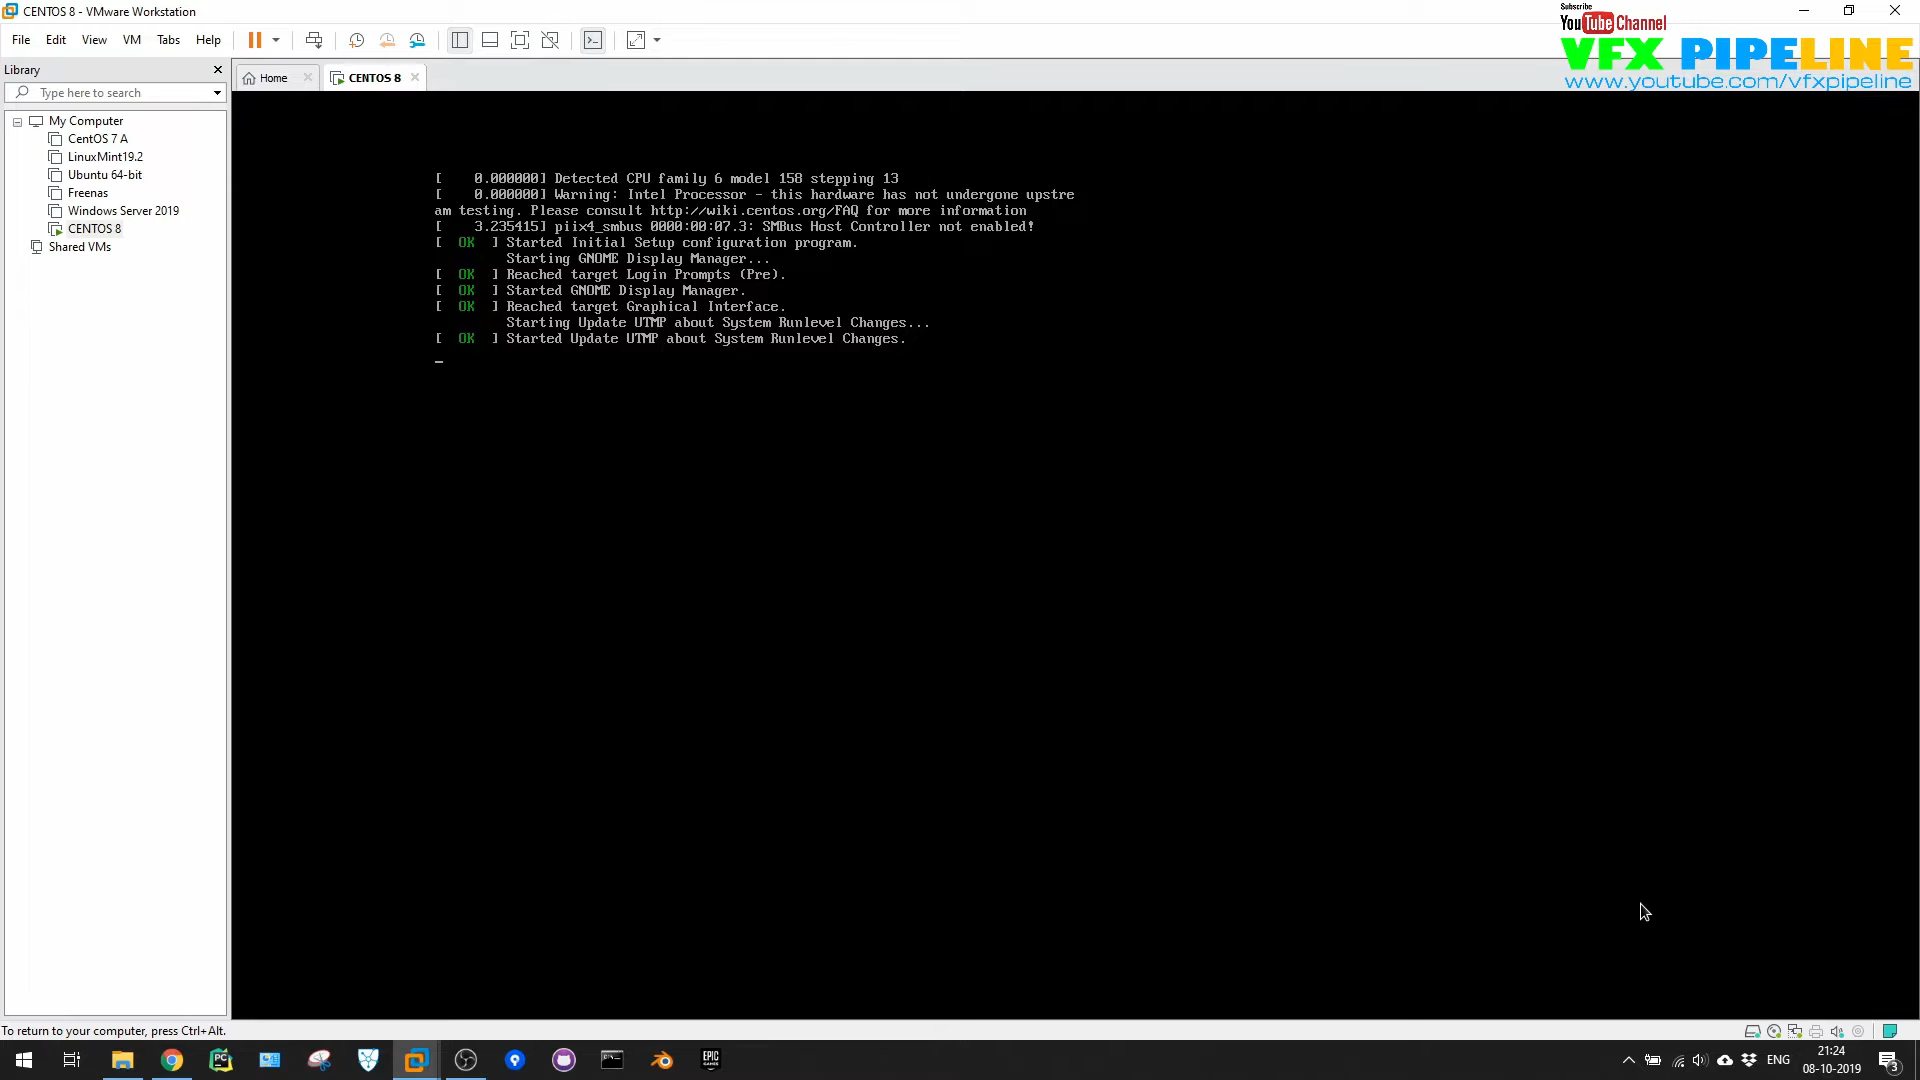 CENTOS 8 - VMware Workstation
Subscribe
YouTube Channel
VFX PIPELINE
www.youtube.com/vfxpipeline
File Edit View VM Tabs Help
Library
Home
CENTOS 8
Type here to search
My Computer
CentOS 7 A
LinuxMint19.2
Ubuntu 64-bit
Freenas
Windows Server 2019
CENTOS 8
Shared VMs
[    0.000000] Detected CPU family 6 model 158 stepping 13
[    0.000000] Warning: Intel Processor - this hardware has not undergone upstre
am testing. Please consult http://wiki.centos.org/FAQ for more information
[    3.235415] piix4_smbus 0000:00:07.3: SMBus Host Controller not enabled!
[  OK  ] Started Initial Setup configuration program.
Starting GNOME Display Manager...
[  OK  ] Reached target Login Prompts (Pre).
[  OK  ] Started GNOME Display Manager.
[  OK  ] Reached target Graphical Interface.
Starting Update UTMP about System Runlevel Changes...
[  OK  ] Started Update UTMP about System Runlevel Changes.
_
To return to your computer, press Ctrl+Alt.
PC
EPIC
GAMES
ENG
21:24
08-10-2019
3